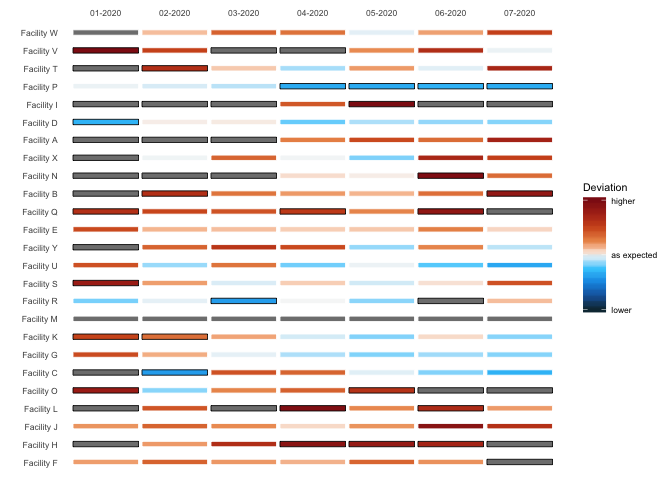 01-2020 02-2020 03-2020 04-2020 05-2020 06-2020 07-2020
Facility W
Facility V
Facility T
Facility P
Facility I
Facility D
Facility A
Facility X
Facility N
Facility B
Facility Q
Facility E
Facility Y
Facility U
Facility S
Facility R
Facility M
Facility K
Facility G
Facility C
Facility O
Facility L
Facility J
Facility H
Facility F
Deviation
higher
as expected
lower